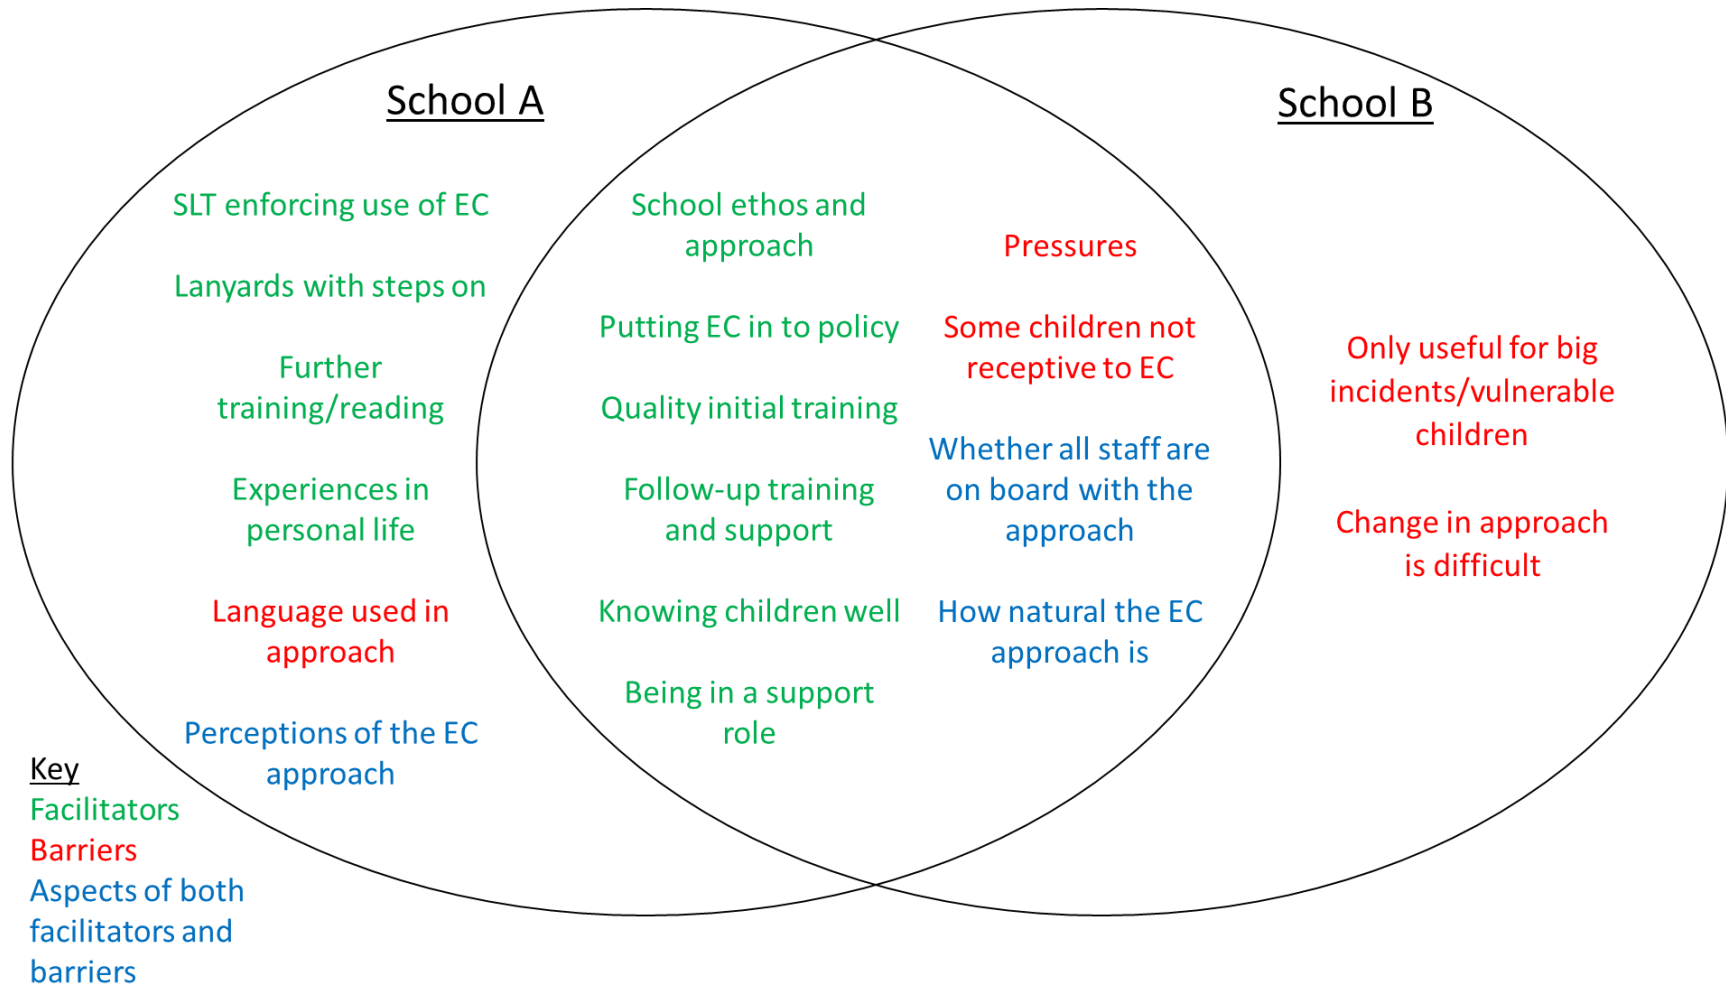 School A
SLT enforcing use of EC
Lanyards with steps on
Further
training/reading
Experiences in
personal life
Language used in
approach
Perceptions of the EC
approach
School ethos and
approach
Putting EC in to policy
Quality initial training
Follow-up training
and support
Knowing children well
Being in a support
role
Pressures
Some children not
receptive to EC
Whether all staff are
on board with the
approach
How natural the EC
approach is
School B
Only useful for big
incidents/vulnerable
children
Change in approach
is difficult
Key
Facilitators
Barriers
Aspects of both
facilitators and
barriers